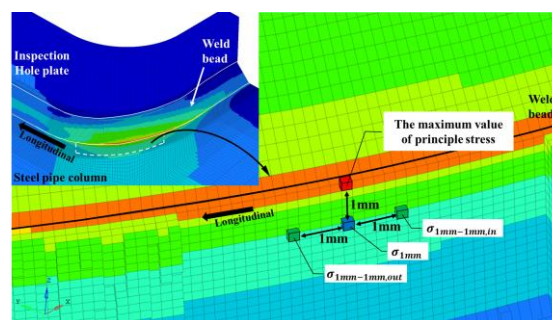 Inspection
Hole plate
Weld
bead
Longitudinal
Steel pipe column
Weld
bead
The maximum value
of principle stress
Longitudinal
1mm
1mm
1mm
σ1mm-1mm,in
σ1mm
σ1mm-1mm,out
Z
X